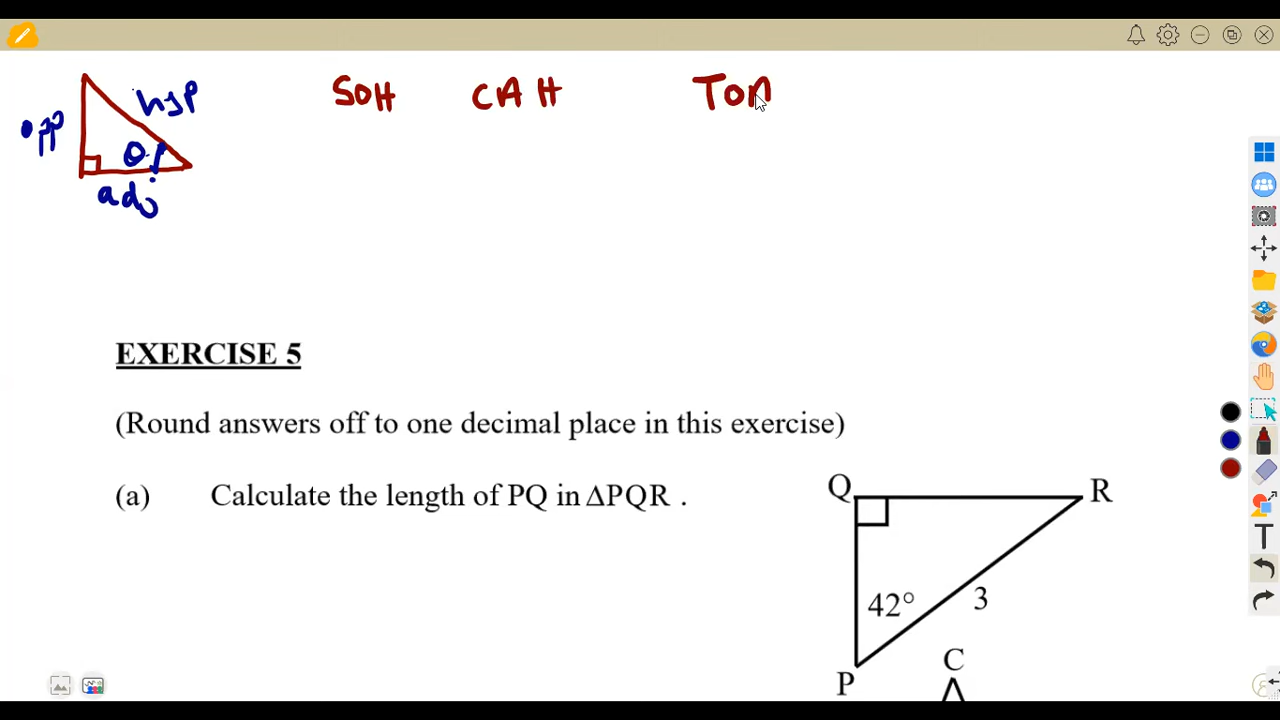 SOH CAH TOA
hyp
opp
θ
adj
EXERCISE 5
(Round answers off to one decimal place in this exercise)
(a) Calculate the length of PQ in ΔPQR .
Q R
42° 3
P C
T